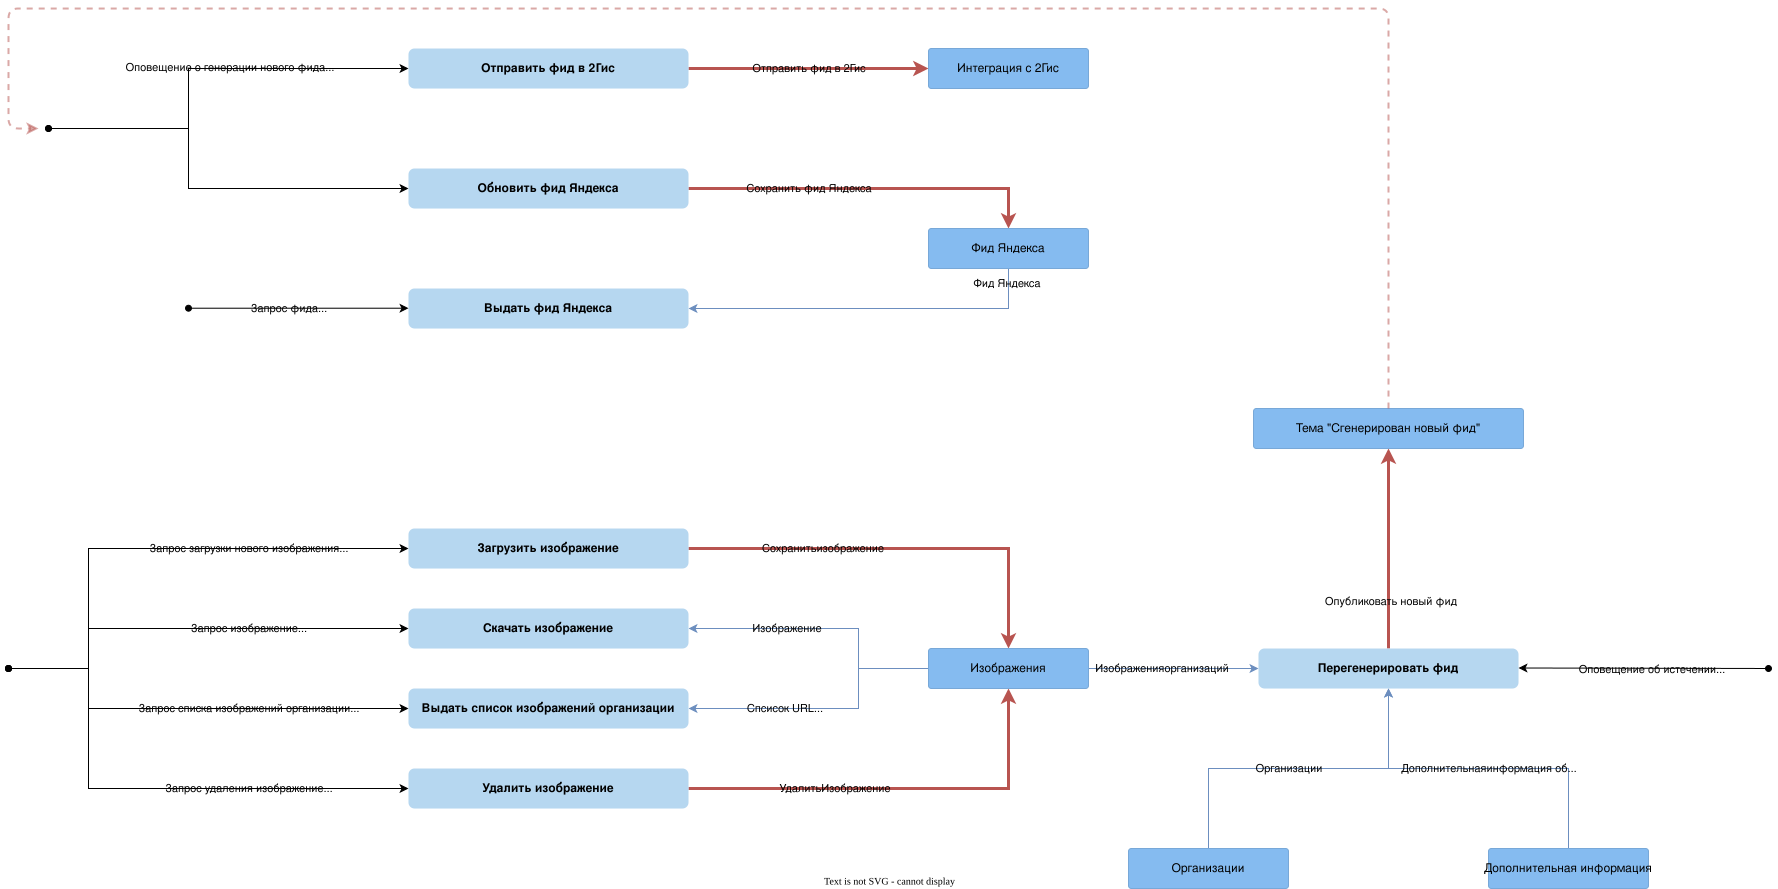 Оповещение о генерации нового фида...
Отправить фид в 2Гис
Отправить фид в 2Гис
Интеграция с 2Гис
Обновить фид Яндекса
Сохранить фид Яндекса
Фид Яндекса
Фид Яндекса
Запрос фида...
Выдать фид Яндекса
Тема "Сгенерирован новый фид"
Запрос загрузки нового изображения...
Загрузить изображение
Сохранитьизображение
Опубликовать новый фид
Запрос изображение...
Скачать изображение
Изображение
Изображения
Изображенияорганизаций
Перегенерировать фид
Оповещение об истечении...
Запрос списка изображений организации...
Выдать список изображений организации
Спсисок URL...
Организации
Дополнительнаяинформация об...
Запрос удаления изображение...
Удалить изображение
УдалитьИзображение
Организации
Дополнительная информация
Text is not SVG - cannot display